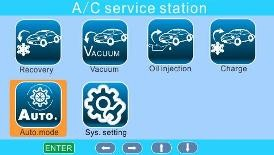 A/C service station
VACUUM
Recovery Vacuum Oil injection Charge
AUTO.
Auto.mode Sys. setting
ENTER